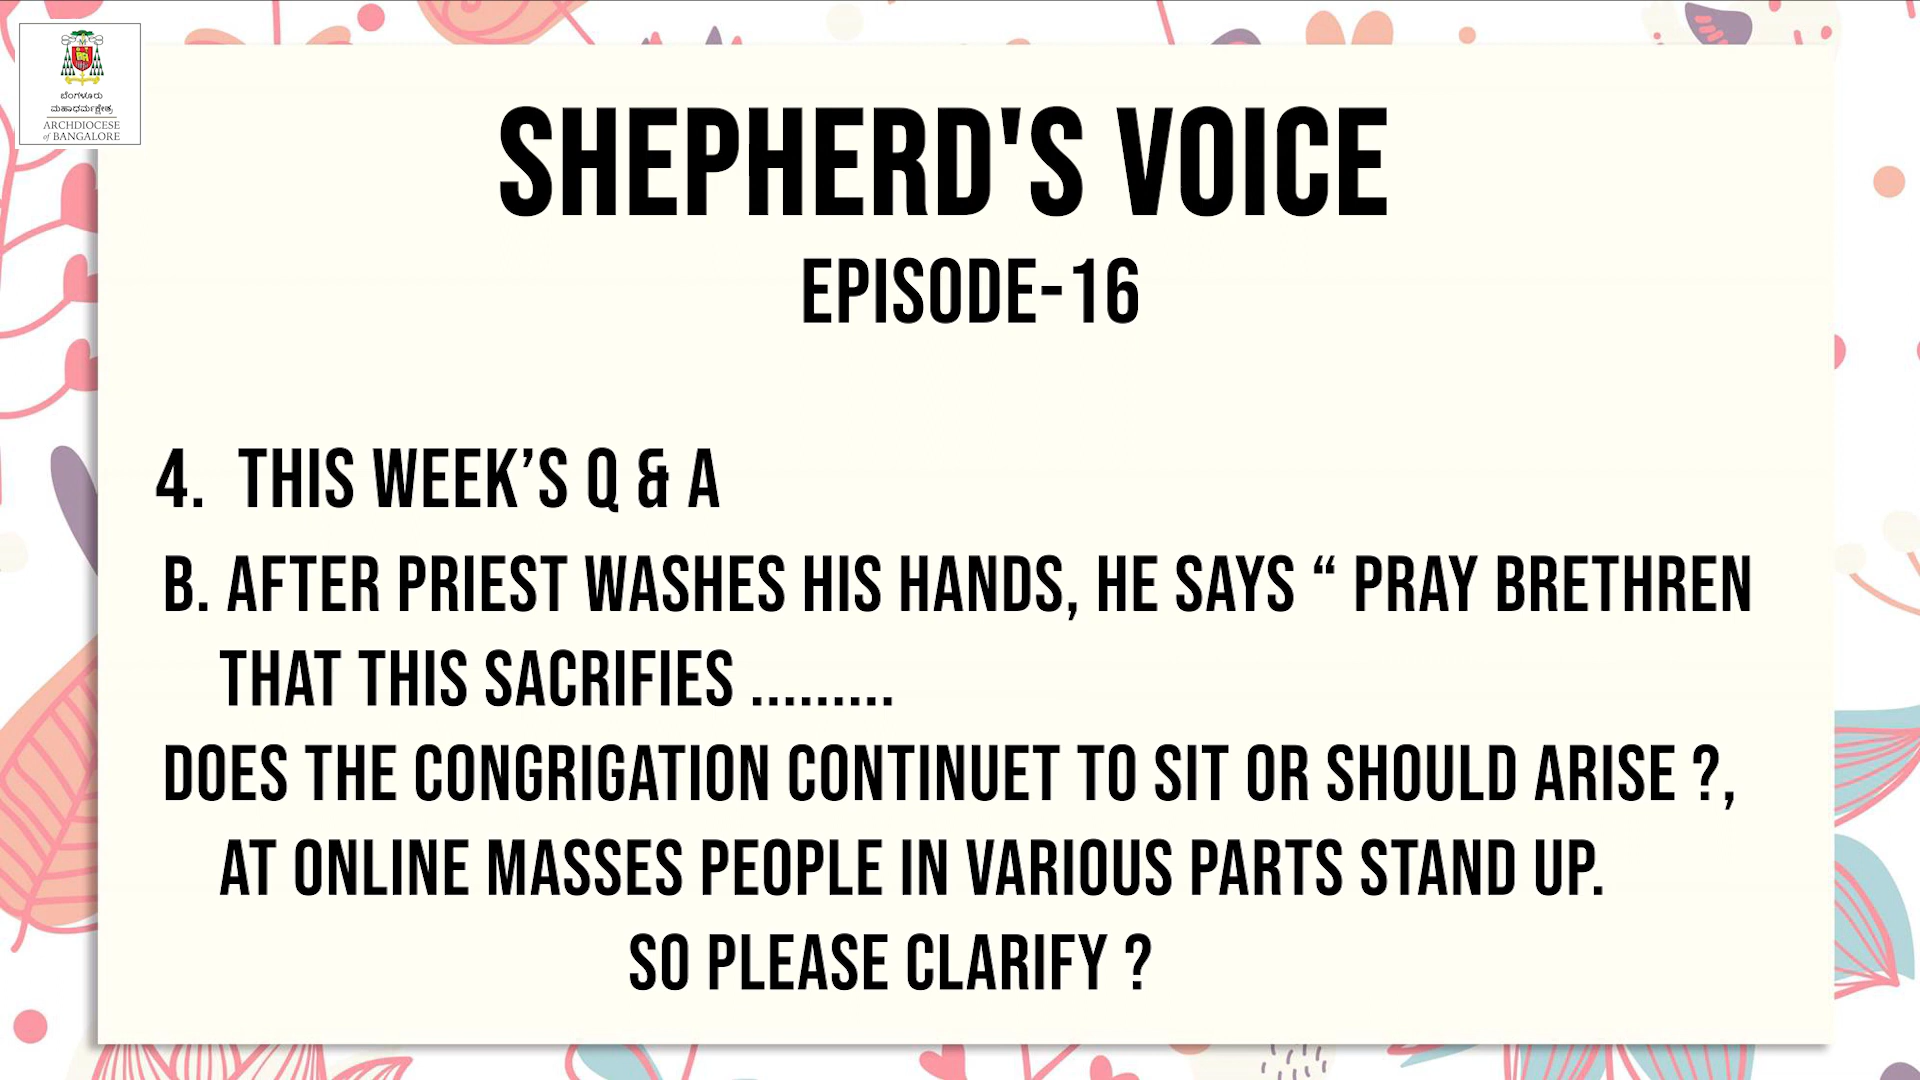 ಬೆಂಗಳೂರು
ಮಹಾಧರ್ಮಕ್ಷೇತ್ರ
ARCHDIOCESE
of BANGALORE
SHEPHERD'S VOICE
EPISODE-16
4. THIS WEEK’S Q & A
B. AFTER PRIEST WASHES HIS HANDS, HE SAYS “ PRAY BRETHREN
THAT THIS SACRIFIES .........
DOES THE CONGRIGATION CONTINUET TO SIT OR SHOULD ARISE ?,
AT ONLINE MASSES PEOPLE IN VARIOUS PARTS STAND UP.
SO PLEASE CLARIFY ?